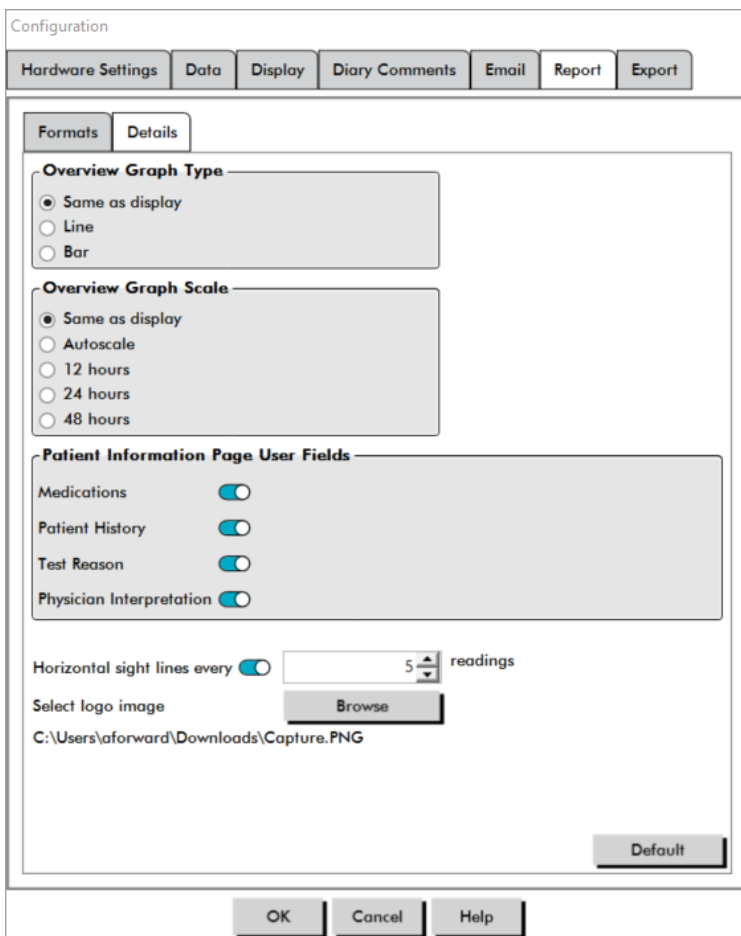 Configuration
Hardware Settings Data Display Diary Comments Email Report Export
Formats Details
Overview Graph Type
Same as display
Line
Bar
Overview Graph Scale
Same as display
Autoscale
12 hours
24 hours
48 hours
Patient Information Page User Fields
Medications
Patient History
Test Reason
Physician Interpretation
Horizontal sight lines every 5 readings
Select logo image Browse
C:\Users\aforward\Downloads\Capture.PNG
Default
OK Cancel Help